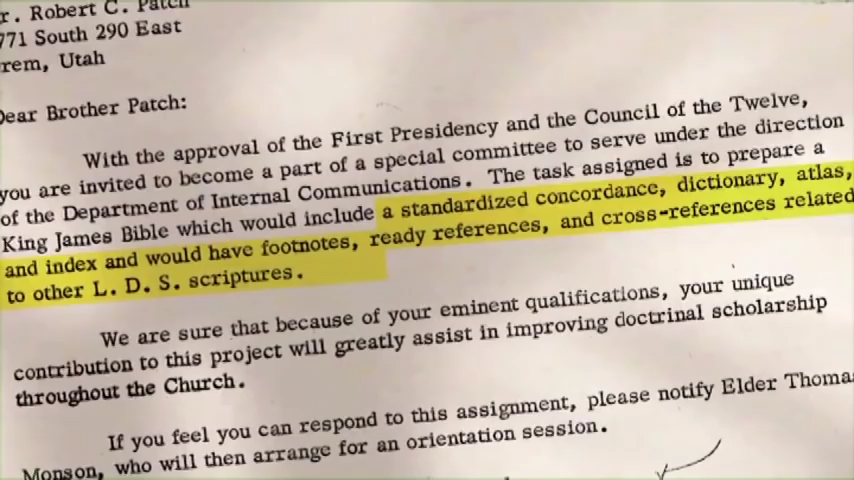 r. Robert C. Patch
771 South 290 East
rem, Utah
Dear Brother Patch:
With the approval of the First Presidency and the Council of the Twelve,
you are invited to become a part of a special committee to serve under the direction
of the Department of Internal Communications. The task assigned is to prepare a
King James Bible which would include a standardized concordance, dictionary, atlas,
and index and would have footnotes, ready references, and cross-references related
to other L. D. S. scriptures.
We are sure that because of your eminent qualifications, your unique
contribution to this project will greatly assist in improving doctrinal scholarship
throughout the Church.
If you feel you can respond to this assignment, please notify Elder Thomas
Monson, who will then arrange for an orientation session.